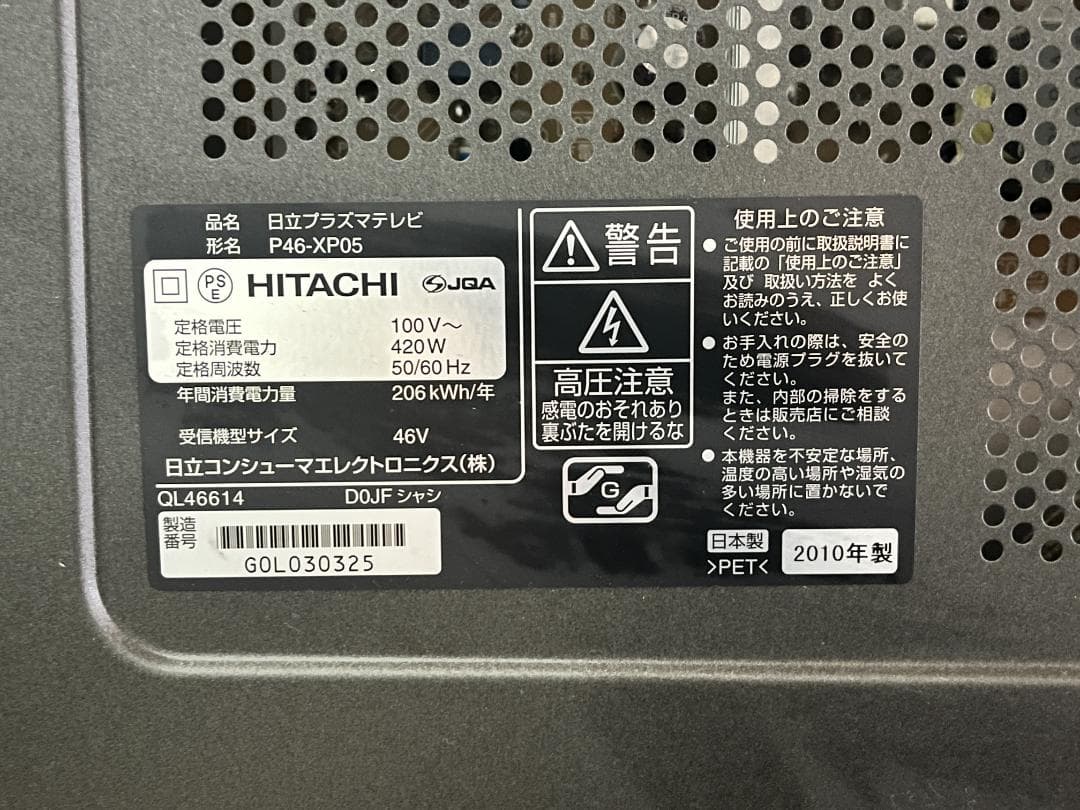 品名 日立プラズマテレビ
形名 P46-XP05
PS
E
HITACHI
JQA
定格電圧 100V～
定格消費電力 420W
定格周波数 50/60Hz
年間消費電力量 206kWh/年
受信機型サイズ 46V
日立コンシューマエレクトロニクス(株)
QL46614 D0JFシャシ
製造
番号
G0L030325
警告
高圧注意
感電のおそれあり
裏ぶたを開けるな
G
使用上のご注意
● ご使用の前に取扱説明書に
記載の「使用上のご注意」
及び 取扱い方法を よく
お読みのうえ、正しくお使
いください。
● お手入れの際は、安全の
ため電源プラグを抜いて
ください。
また、内部の掃除をする
ときは販売店にご相談
ください。
● 本機器を不安定な場所、
温度の高い場所や湿気の
多い場所に置かないで
ください。
日本製
>PET<
2010年製